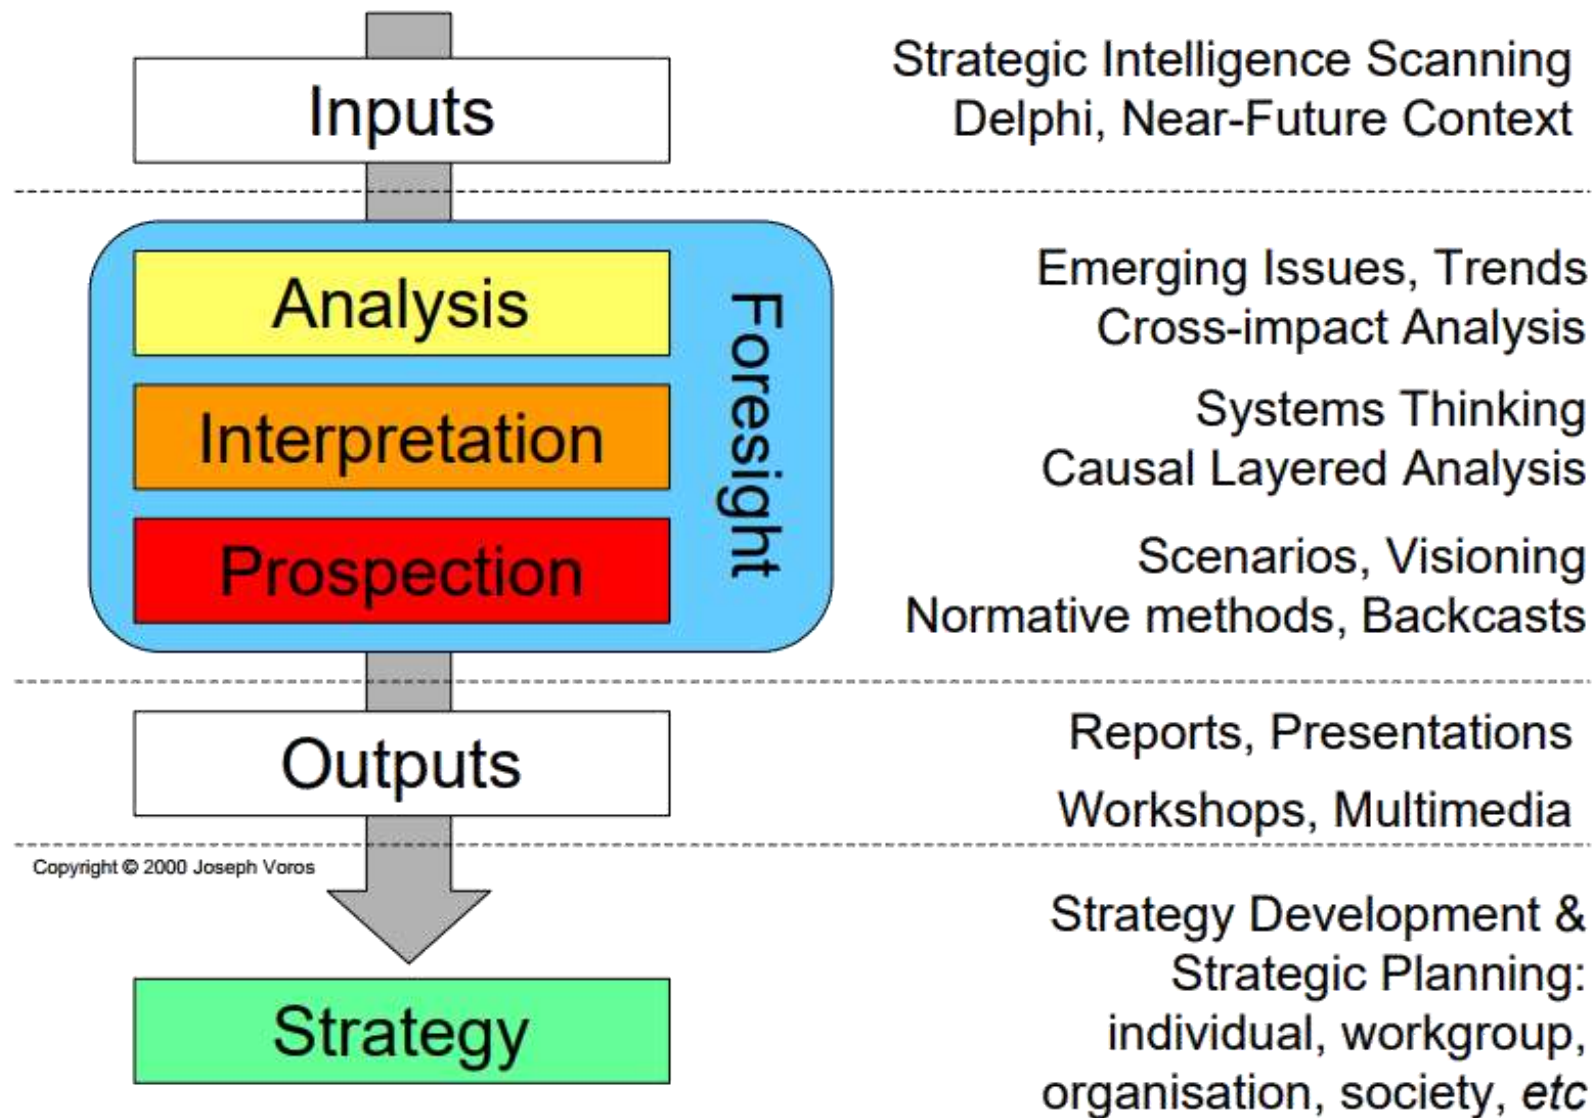 Inputs
Strategic Intelligence Scanning
Delphi, Near-Future Context
Analysis
Interpretation
Prospection
Foresight
Emerging Issues, Trends
Cross-impact Analysis
Systems Thinking
Causal Layered Analysis
Scenarios, Visioning
Normative methods, Backcasts
Outputs
Reports, Presentations
Workshops, Multimedia
Copyright © 2000 Joseph Voros
Strategy
Strategy Development &
Strategic Planning:
individual, workgroup,
organisation, society, etc